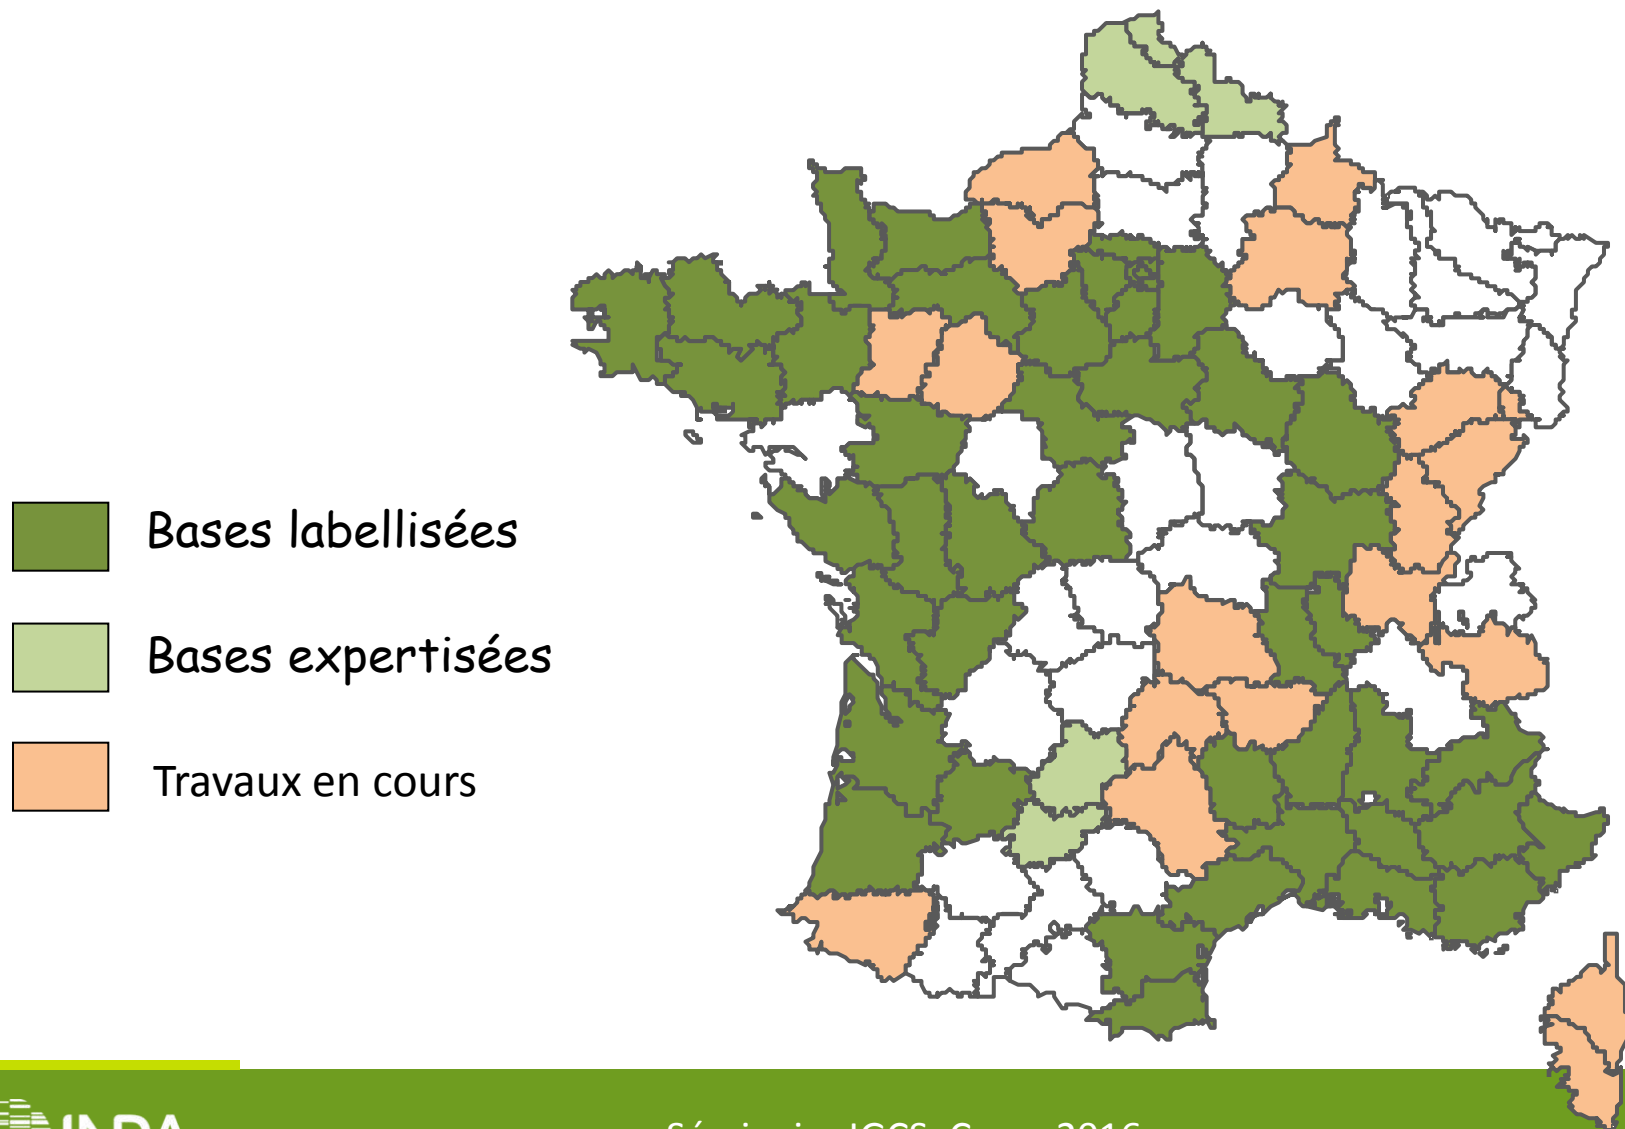 Bases labellisées
Bases expertisées
Travaux en cours